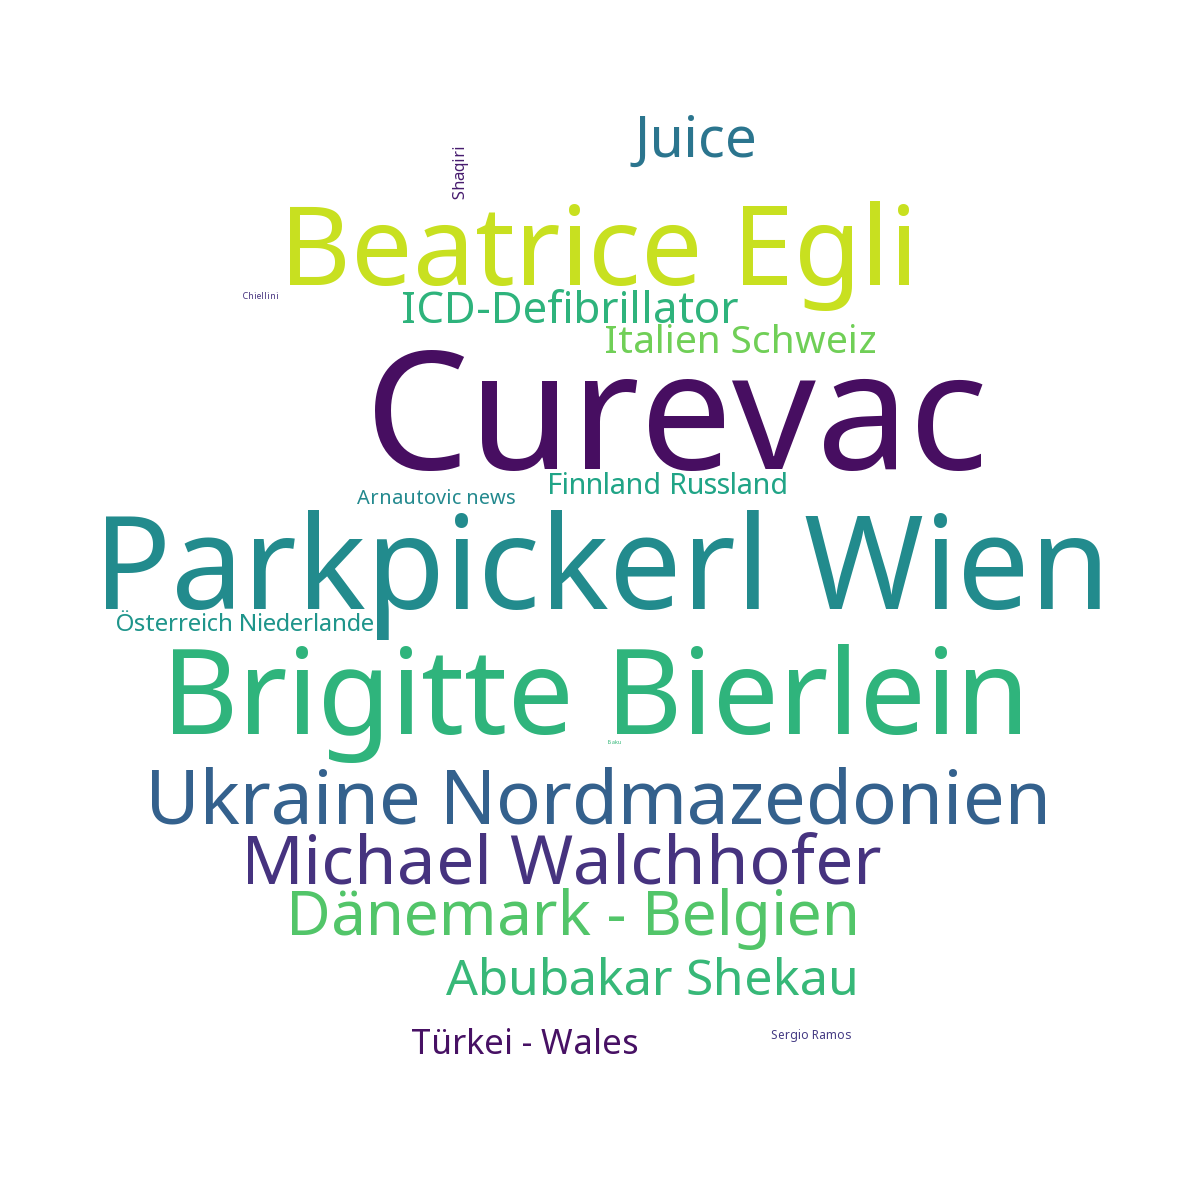 Juice
Shaqiri
Beatrice Egli
Chiellini
ICD-Defibrillator
Italien Schweiz
Curevac
Finnland Russland
Arnautovic news
Parkpickerl Wien
Österreich Niederlande
Brigitte Bierlein
Baku
Ukraine Nordmazedonien
Michael Walchhofer
Dänemark - Belgien
Abubakar Shekau
Türkei - Wales
Sergio Ramos